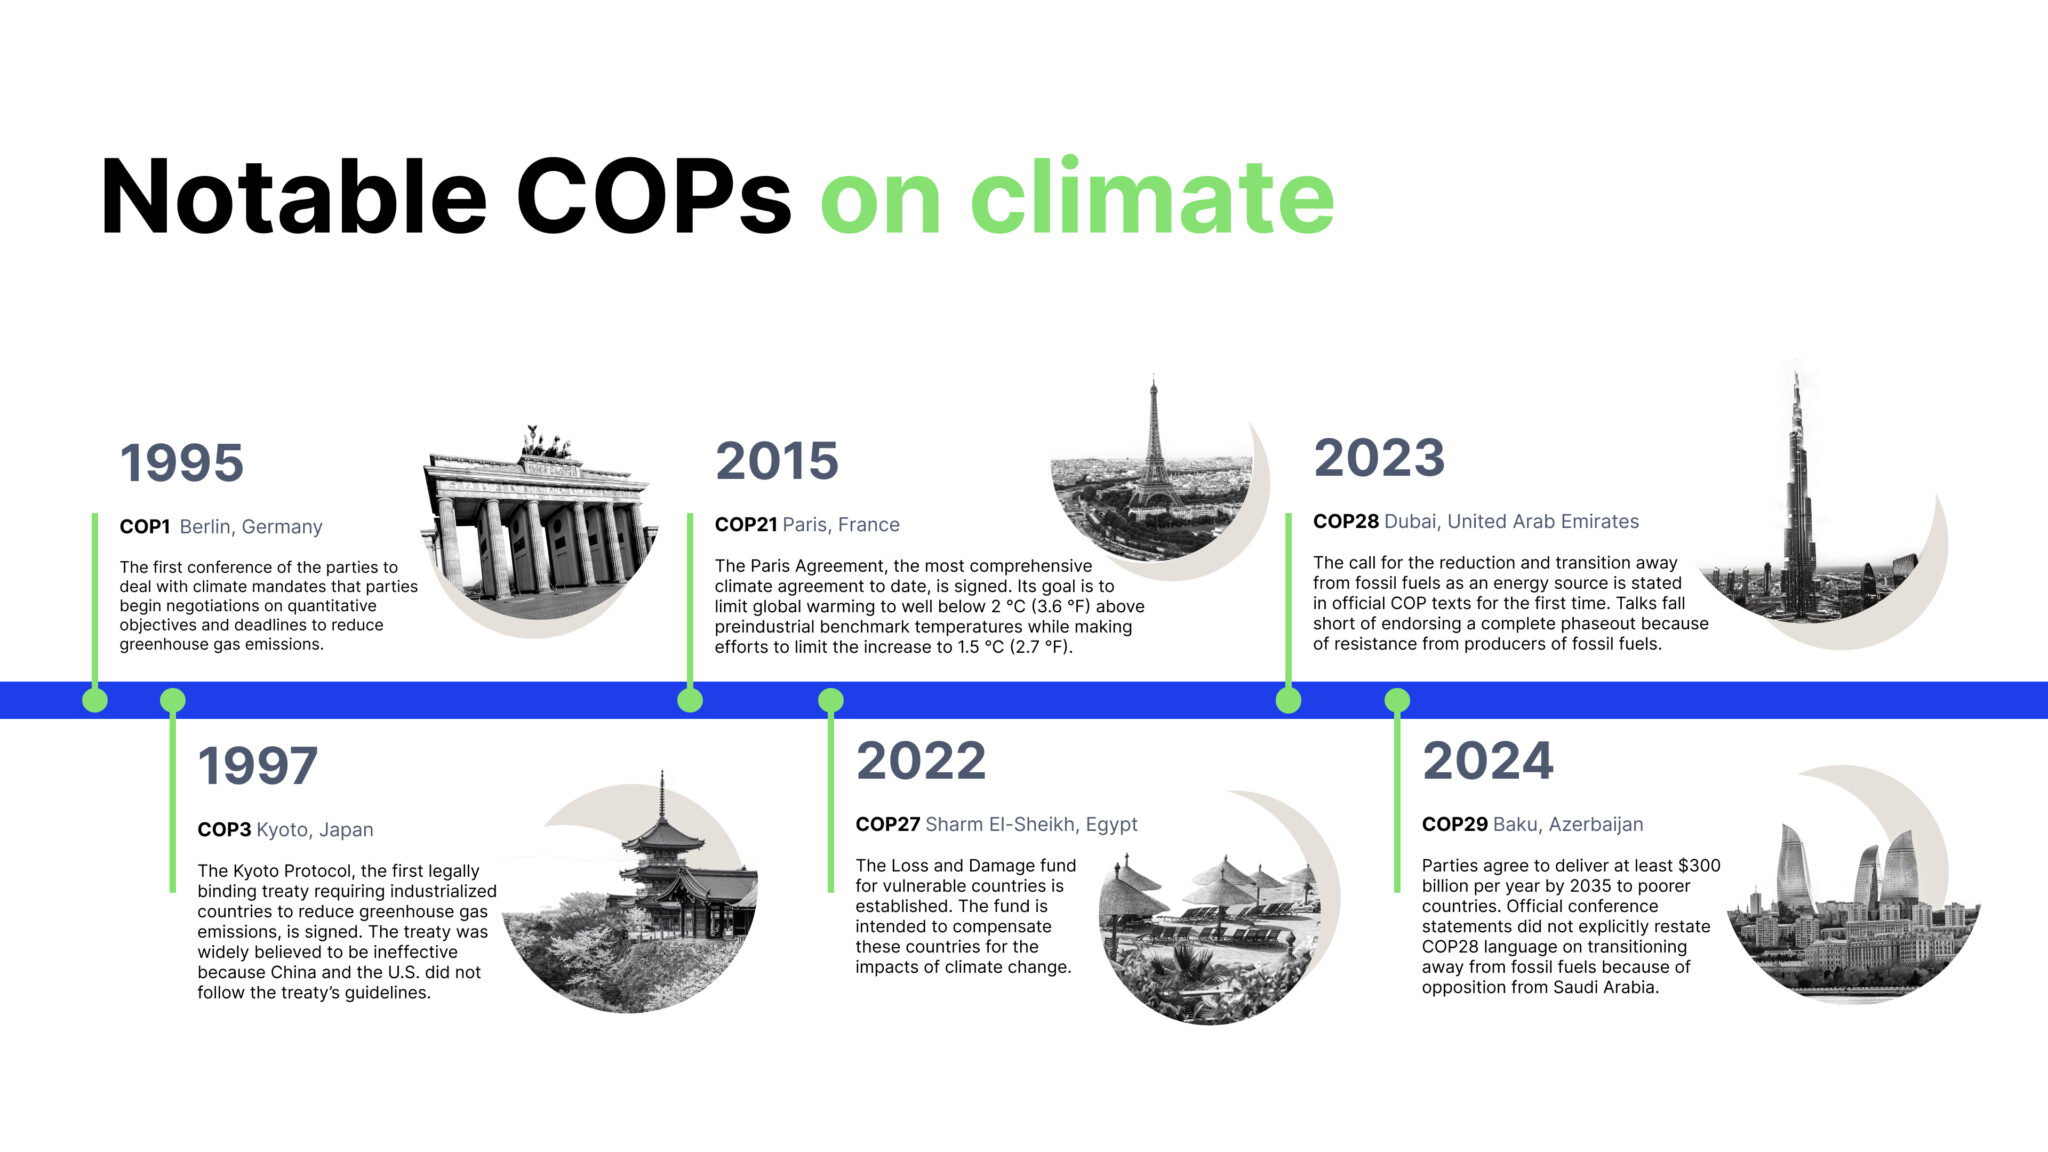 Notable COPs on climate
1995
COP1 Berlin, Germany
The first conference of the parties to
deal with climate mandates that parties
begin negotiations on quantitative
objectives and deadlines to reduce
greenhouse gas emissions.
2015
COP21 Paris, France
The Paris Agreement, the most comprehensive
climate agreement to date, is signed. Its goal is to
limit global warming to well below 2 °C (3.6 °F) above
preindustrial benchmark temperatures while making
efforts to limit the increase to 1.5 °C (2.7 °F).
2023
COP28 Dubai, United Arab Emirates
The call for the reduction and transition away
from fossil fuels as an energy source is stated
in official COP texts for the first time. Talks fall
short of endorsing a complete phaseout because
of resistance from producers of fossil fuels.
1997
COP3 Kyoto, Japan
The Kyoto Protocol, the first legally
binding treaty requiring industrialized
countries to reduce greenhouse gas
emissions, is signed. The treaty was
widely believed to be ineffective
because China and the U.S. did not
follow the treaty’s guidelines.
2022
COP27 Sharm El-Sheikh, Egypt
The Loss and Damage fund
for vulnerable countries is
established. The fund is
intended to compensate
these countries for the
impacts of climate change.
2024
COP29 Baku, Azerbaijan
Parties agree to deliver at least $300
billion per year by 2035 to poorer
countries. Official conference
statements did not explicitly restate
COP28 language on transitioning
away from fossil fuels because of
opposition from Saudi Arabia.